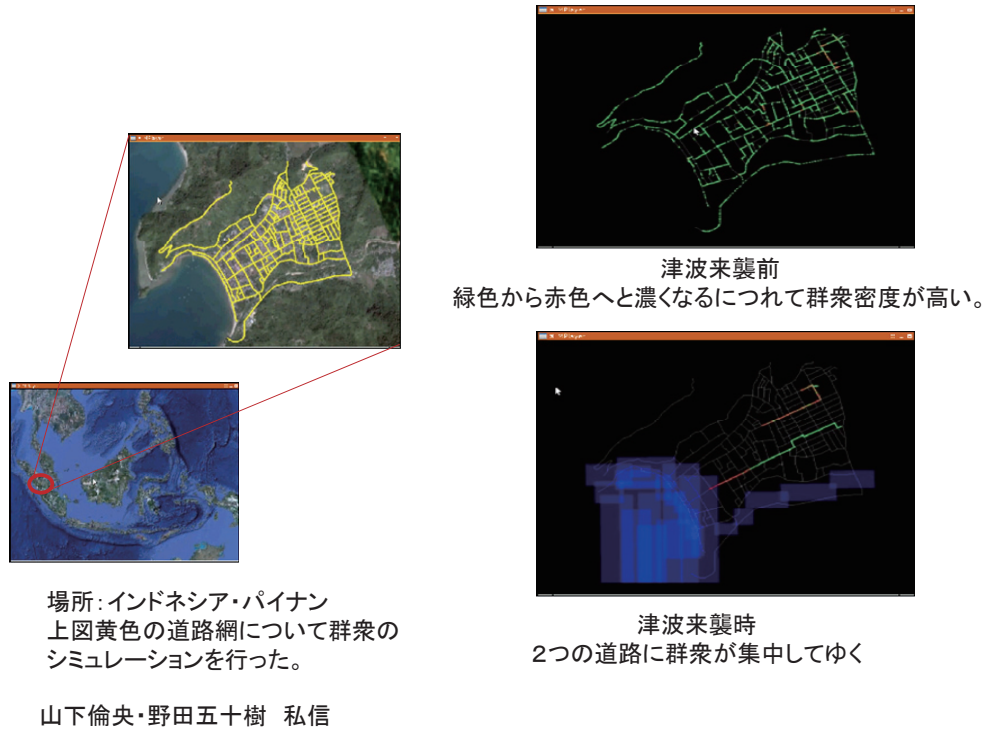 津波来襲前
緑色から赤色へと濃くなるにつれて群衆密度が高い。
場所：インドネシア・パイナン
上図黄色の道路網について群衆の
シミュレーションを行った。
山下倫央・野田五十樹　私信
津波来襲時
２つの道路に群衆が集中してゆく